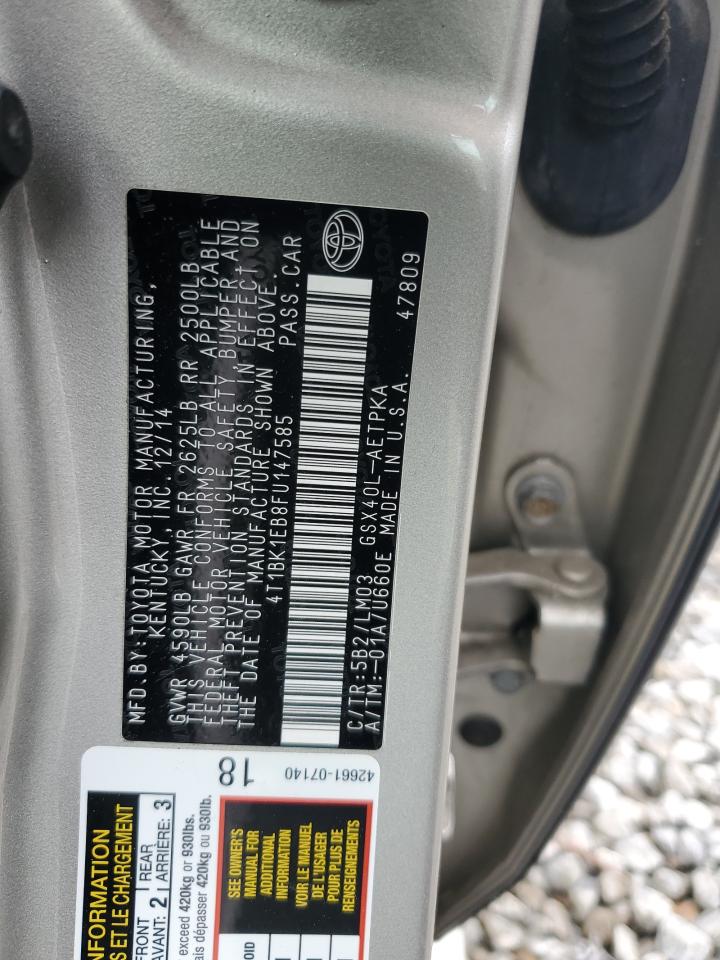 MFD. BY: TOYOTA MOTOR MANUFACTURING,
KENTUCKY, INC. 12/14
GVWR 4590LB GAWR FR 2625LB RR 2500LB
THIS VEHICLE CONFORMS TO ALL APPLICABLE
FEDERAL MOTOR VEHICLE SAFETY, BUMPER, AND
THEFT PREVENTION STANDARDS IN EFFECT ON
THE DATE OF MANUFACTURE SHOWN ABOVE.
4T1BK1EB8FU147585 PASS. CAR
C/TR: 5B2/LM03 GSX40L-AETPKA
A/TM: -01A/U660E MADE IN U.S.A. 47809
TOYOTA
18
42661-07140
NFORMATION
S ET LE CHARGEMENT
FRONT
AVANT: 2
REAR
ARRIÈRE: 3
exceed 420kg or 930lbs.
ais dépasser 420kg ou 930lb.
SEE OWNER'S
MANUAL FOR
ADDITIONAL
INFORMATION
VOIR LE MANUEL
DE L'USAGER
POUR PLUS DE
RENSEIGNEMENTS
OID